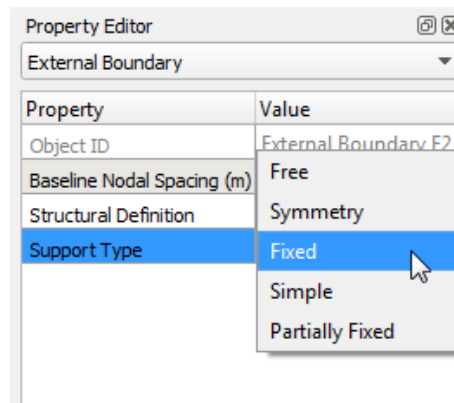 Property Editor
External Boundary
Property Value
Object ID External Boundary E2
Baseline Nodal Spacing (m)
Structural Definition
Support Type
Free
Symmetry
Fixed
Simple
Partially Fixed